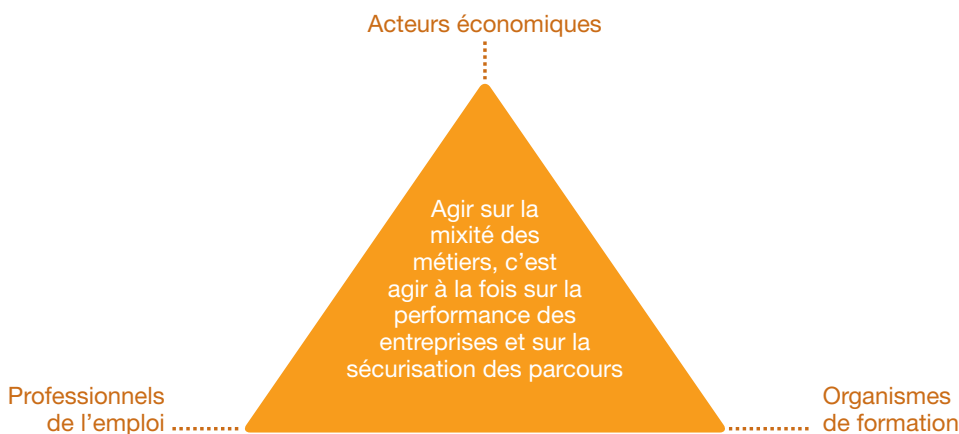 Acteurs économiques
Agir sur la
mixité des
métiers, c’est
agir à la fois sur la
performance des
entreprises et sur la
sécurisation des parcours
Professionnels
de l’emploi
Organismes
de formation